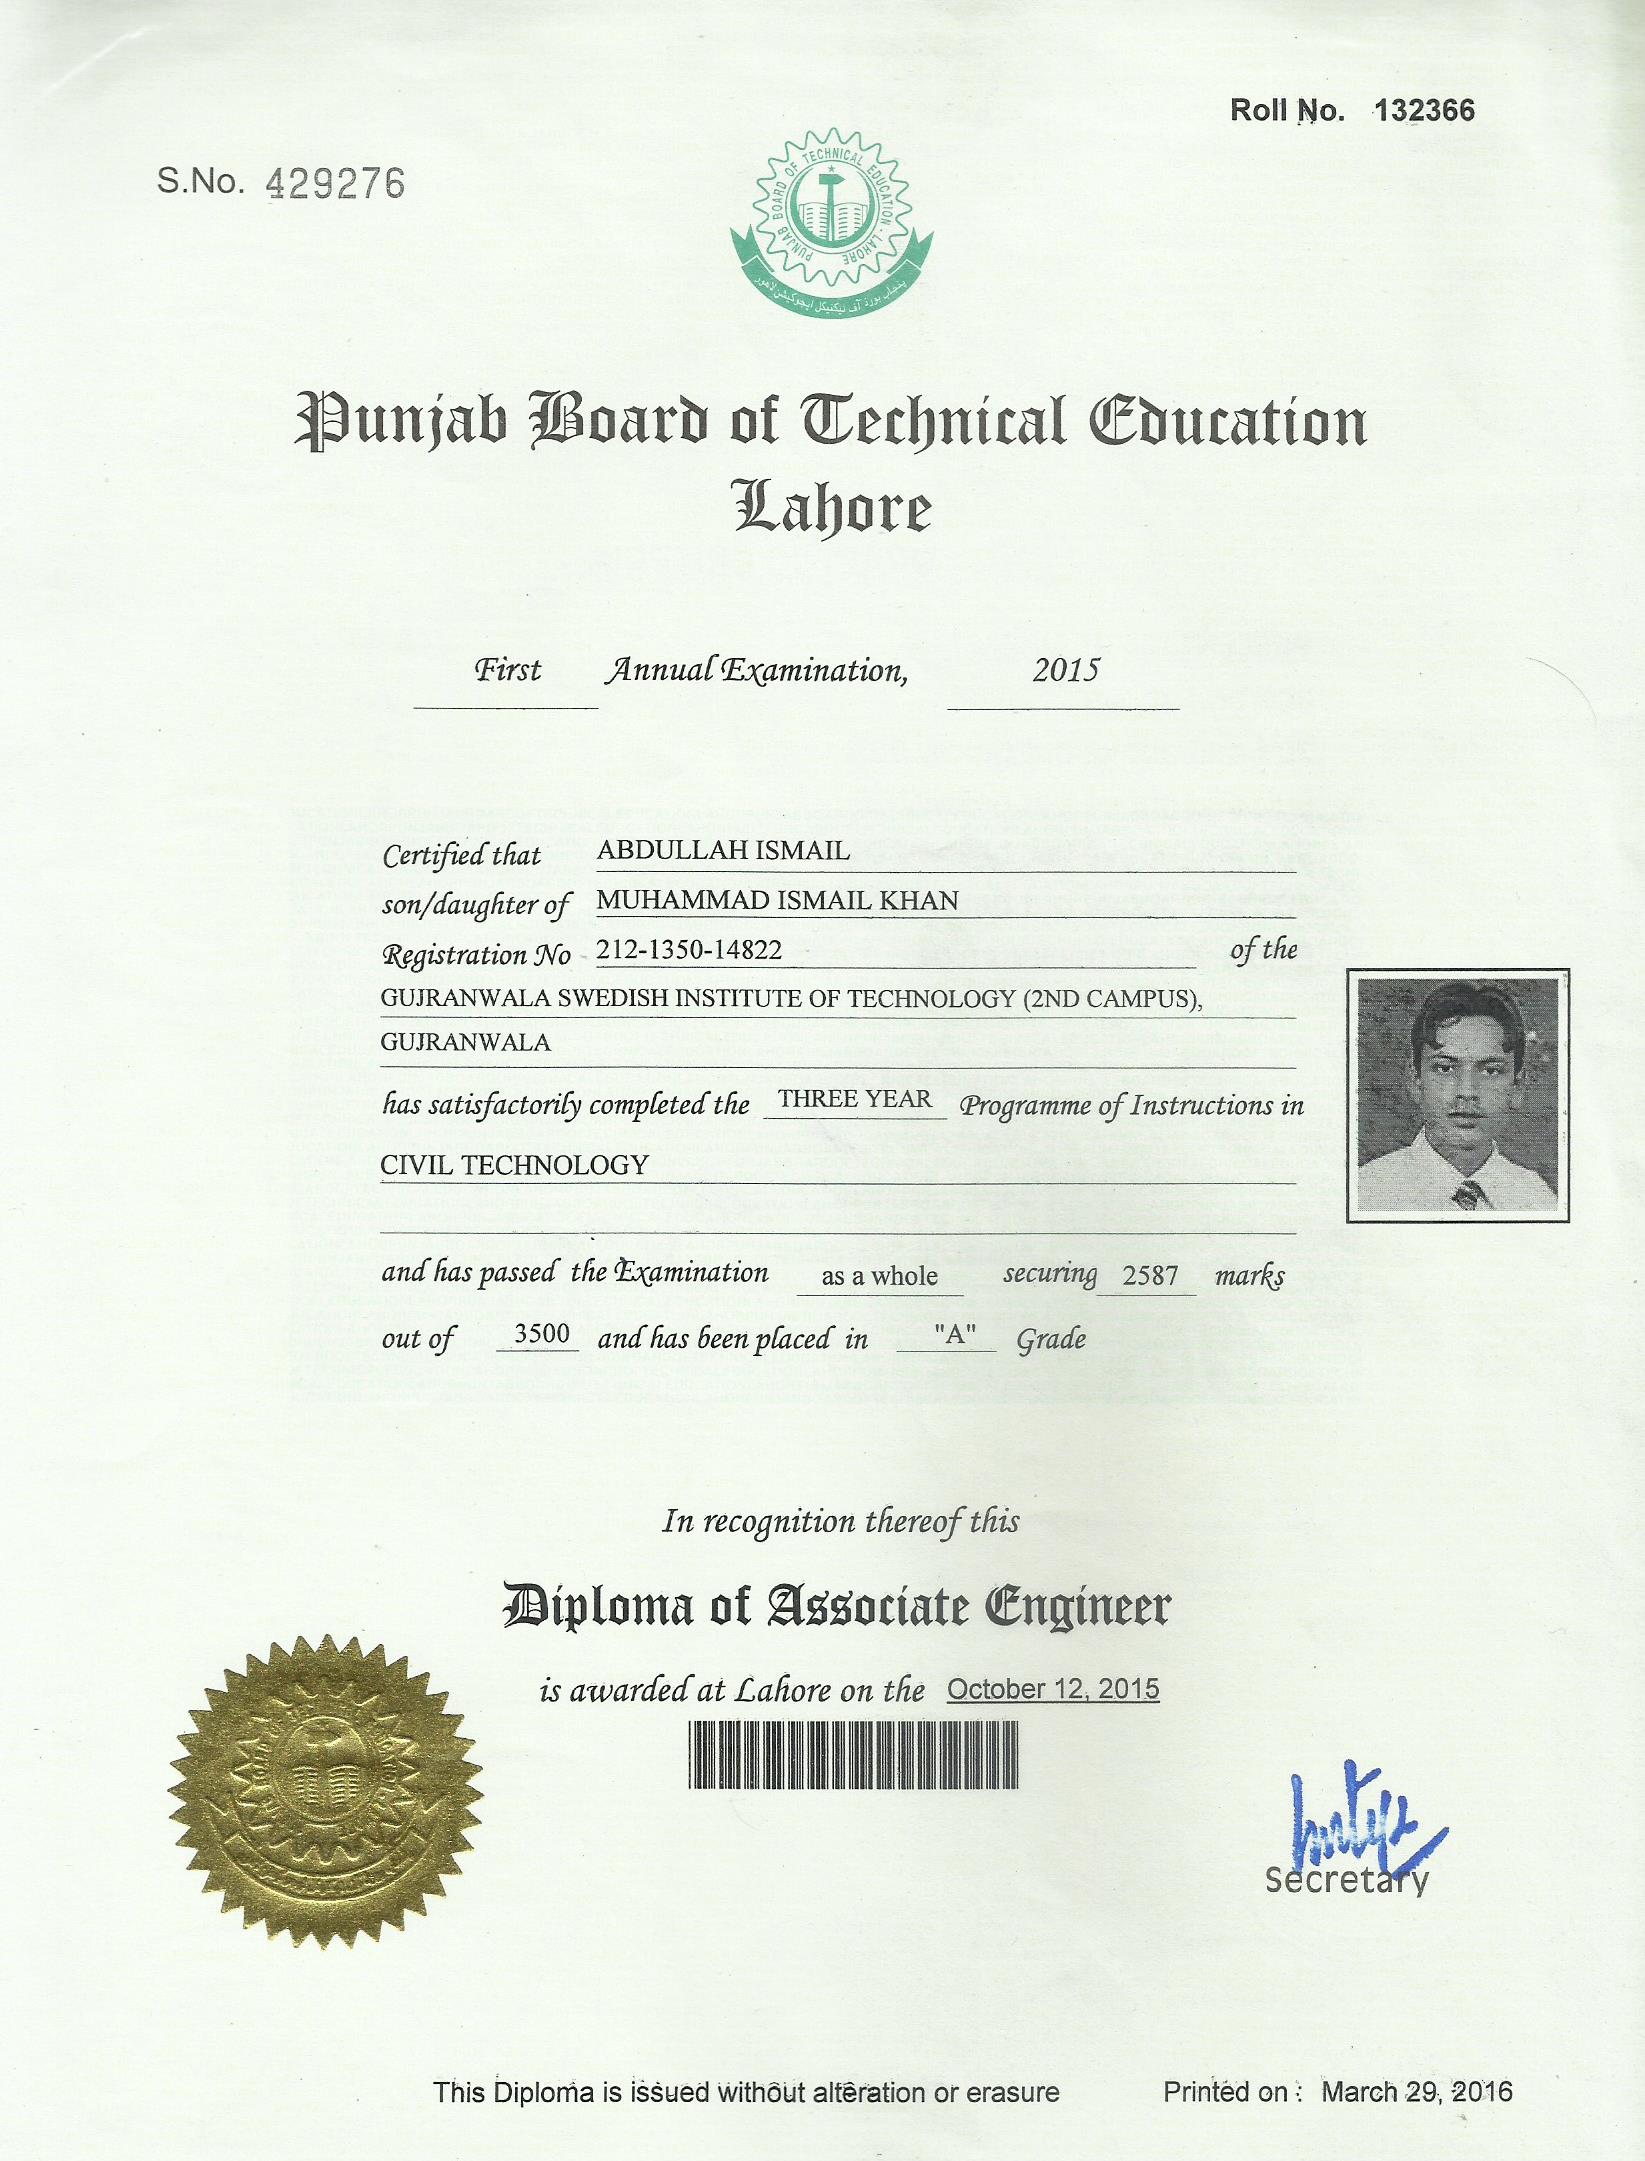 Roll No. 132366
S.No. 429276
PUNJAB BOARD OF TECHNICAL EDUCATION - LAHORE
پنجاب بورڈ آف ٹیکنیکل ایجوکیشن لاهور
Punjab Board of Technical Education
Lahore
First Annual Examination, 2015
Certified that ABDULLAH ISMAIL
son/daughter of MUHAMMAD ISMAIL KHAN
Registration No 212-1350-14822 of the
GUJRANWALA SWEDISH INSTITUTE OF TECHNOLOGY (2ND CAMPUS),
GUJRANWALA
has satisfactorily completed the THREE YEAR Programme of Instructions in
CIVIL TECHNOLOGY
and has passed the Examination as a whole securing 2587 marks
out of 3500 and has been placed in "A" Grade
In recognition thereof this
Diploma of Associate Engineer
is awarded at Lahore on the October 12, 2015
Secretary
This Diploma is issued without alteration or erasure Printed on : March 29, 2016